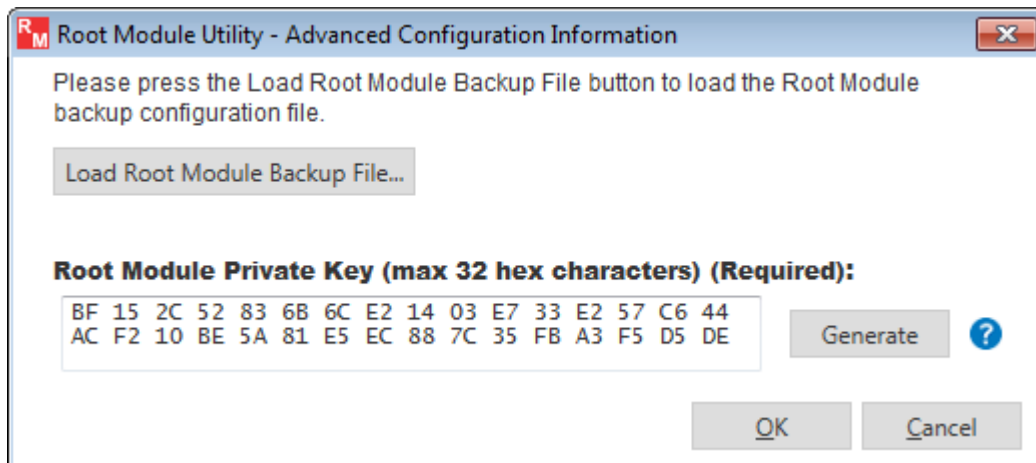 RM Root Module Utility - Advanced Configuration Information
Please press the Load Root Module Backup File button to load the Root Module
backup configuration file.
Load Root Module Backup File...
Root Module Private Key (max 32 hex characters) (Required):
BF 15 2C 52 83 6B 6C E2 14 03 E7 33 E2 57 C6 44
AC F2 10 BE 5A 81 E5 EC 88 7C 35 FB A3 F5 D5 DE
Generate ?
OK Cancel